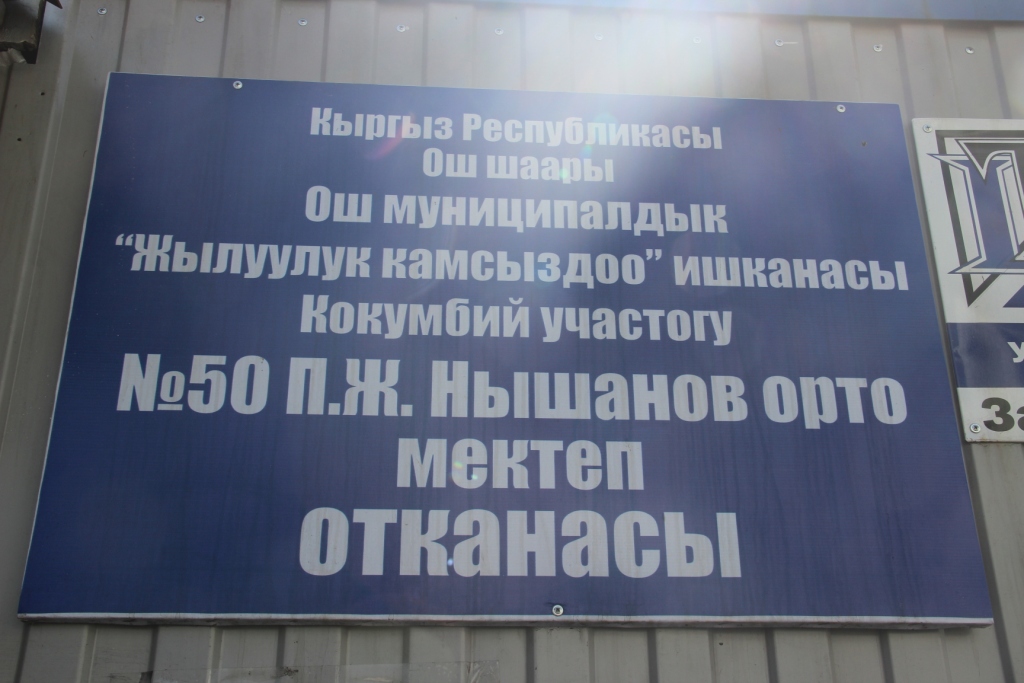 Кыргыз Республикасы
Ош шаары
Ош муниципалдык
“Жылуулук камсыздоо” ишканасы
Кокумбий участогу
№50 П.Ж. Нышанов орто
мектеп
отканасы